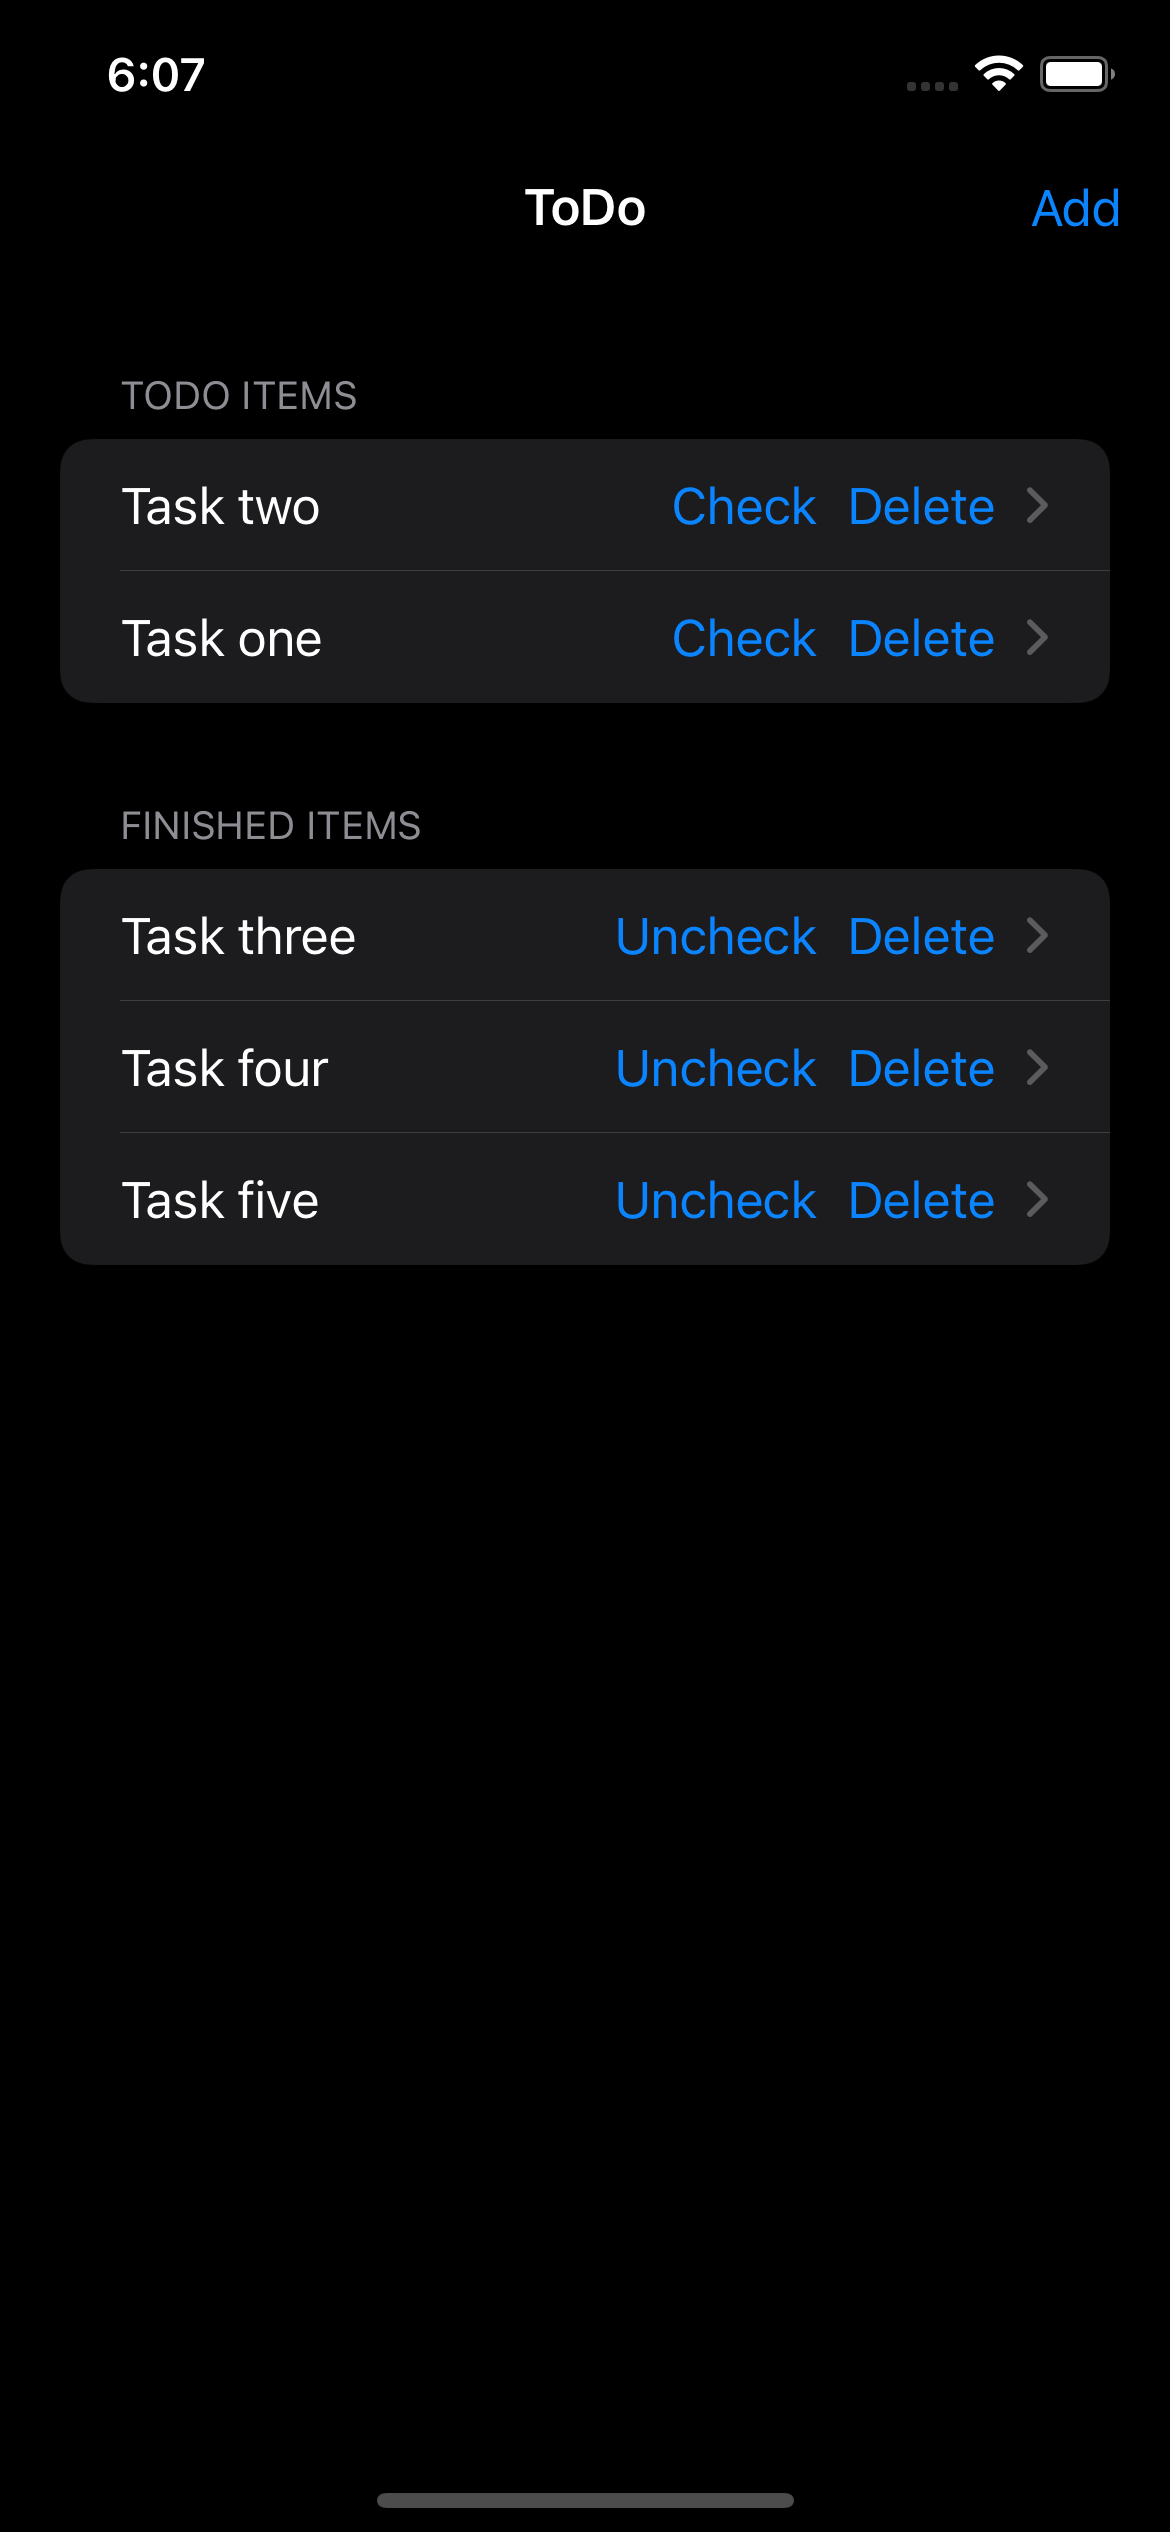 6:07
ToDo Add
TODO ITEMS
Task two Check Delete
Task one Check Delete
FINISHED ITEMS
Task three Uncheck Delete
Task four Uncheck Delete
Task five Uncheck Delete